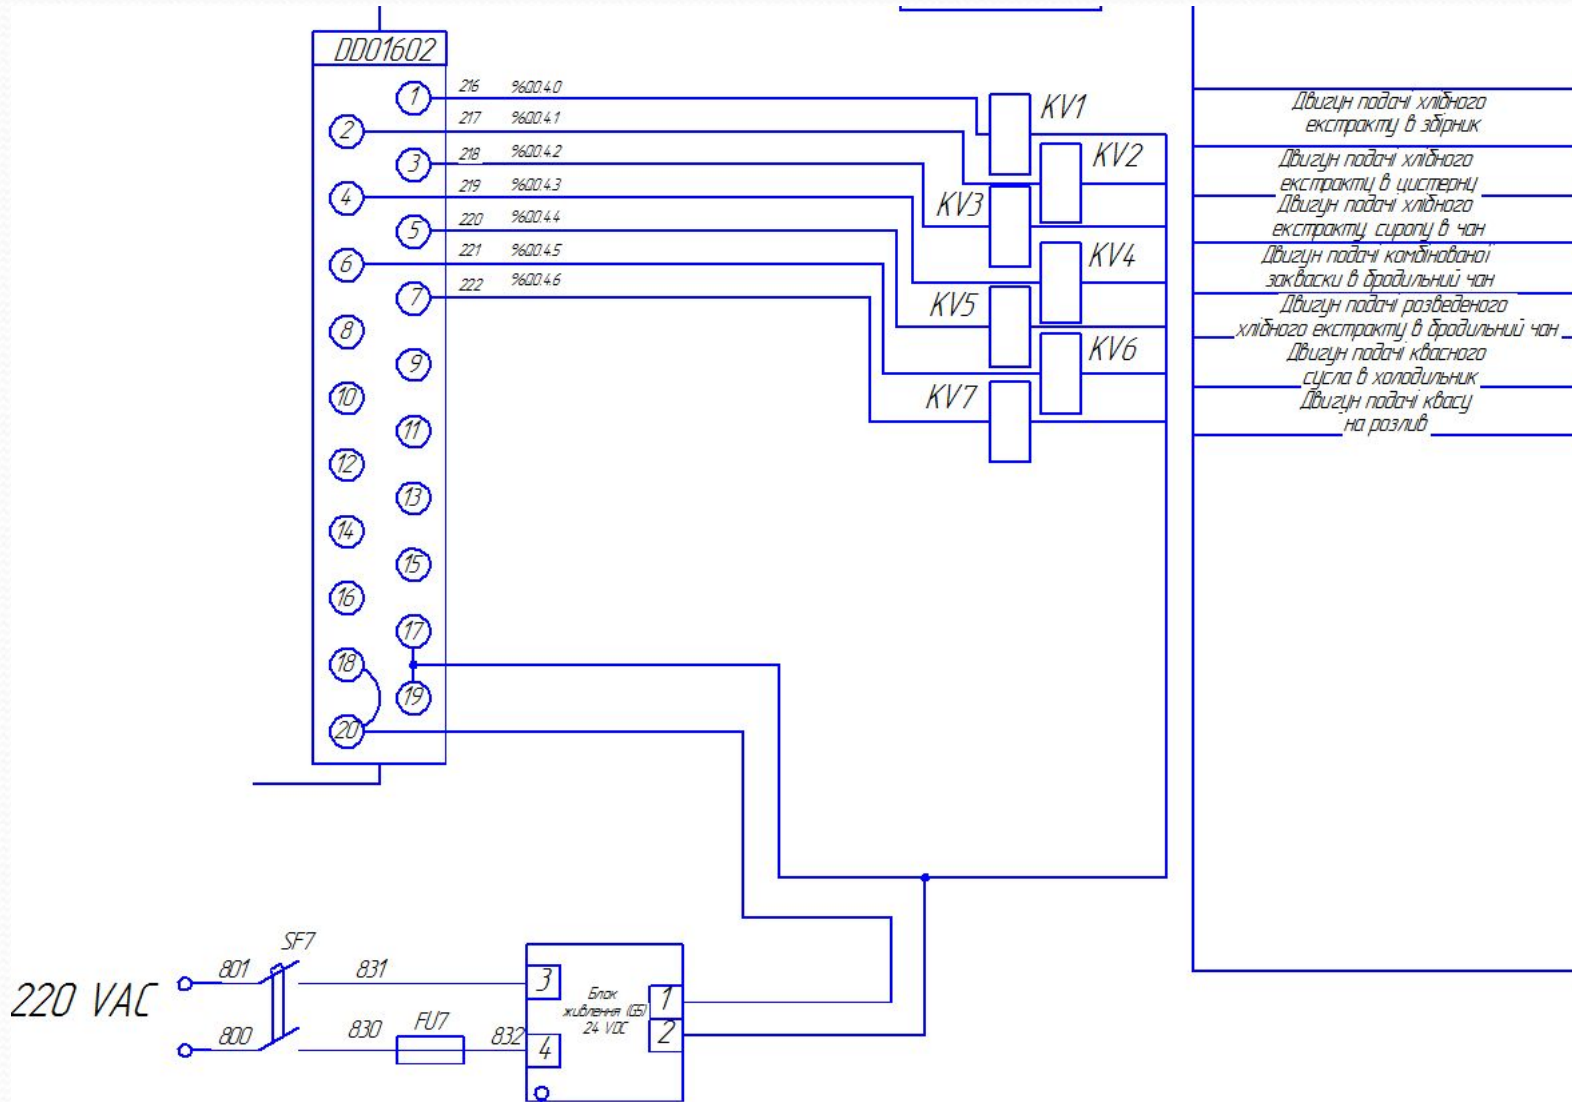 DDO1602
1
216 %Q0.4.0
2
217 %Q0.4.1
3
218 %Q0.4.2
4
219 %Q0.4.3
5
220 %Q0.4.4
6
221 %Q0.4.5
7
222 %Q0.4.6
8
9
10
11
12
13
14
15
16
17
18
19
20
KV1
KV2
KV3
KV4
KV5
KV6
KV7
Двигун подачі хлібного
екстракту в збірник
Двигун подачі хлібного
екстракту в цистерну
Двигун подачі хлібного
екстракту, сиропу в чан
Двигун подачі комбінованої
закваски в бродильний чан
Двигун подачі розведеного
хлібного екстракту в бродильний чан
Двигун подачі квасного
сусла в холодильник
Двигун подачі квасу
на розлив
220 VAC
801
SF7
831
800
830
FU7
832
3
4
Блок
живлення (G5)
24 VDC
1
2